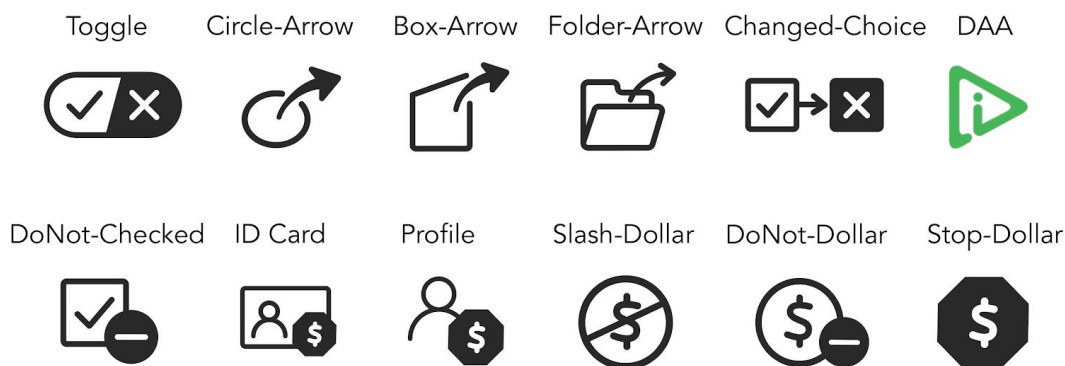 Toggle Circle-Arrow Box-Arrow Folder-Arrow Changed-Choice DAA
i
DoNot-Checked ID Card Profile Slash-Dollar DoNot-Dollar Stop-Dollar
$ $ $ $ $